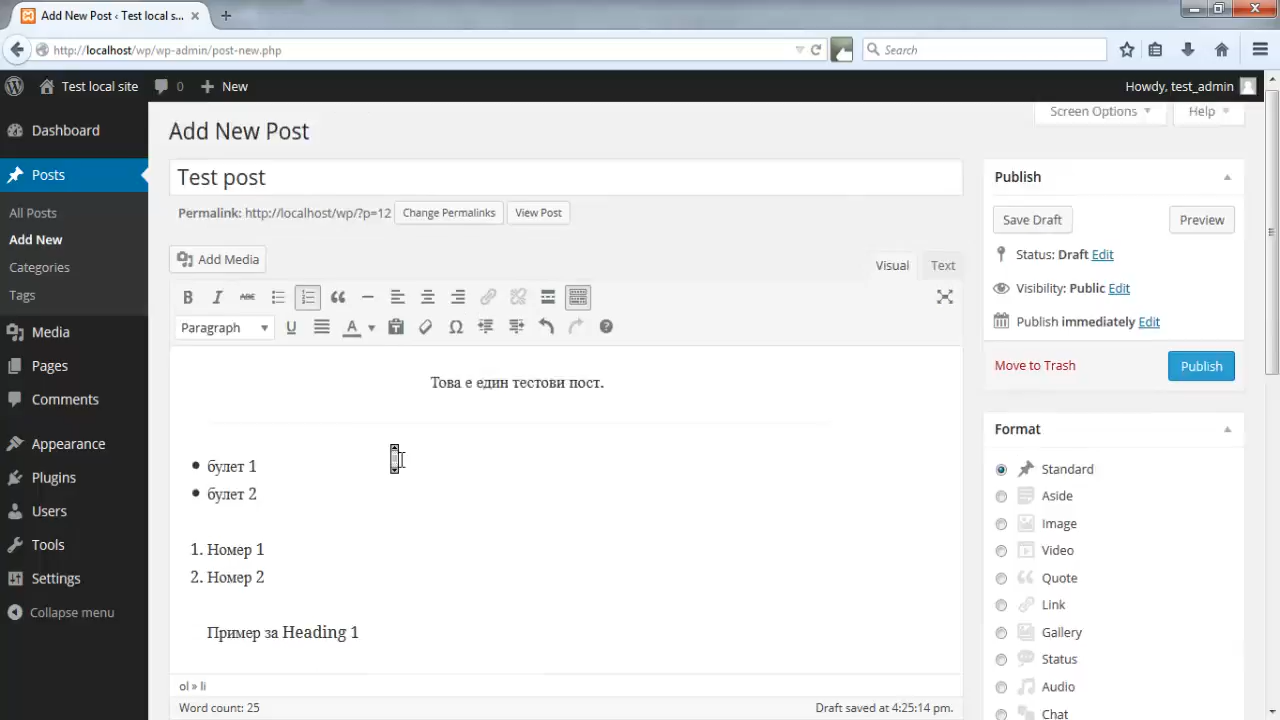 Add New Post ‹ Test local s...
http://localhost/wp/wp-admin/post-new.php
Search
Test local site
0
New
Howdy, test_admin
Dashboard
Posts
All Posts
Add New
Categories
Tags
Media
Pages
Comments
Appearance
Plugins
Users
Tools
Settings
Collapse menu
Screen Options
Help
Add New Post
Test post
Permalink: http://localhost/wp/?p=12
Change Permalinks
View Post
Add Media
Visual
Text
B I ABC
Paragraph
U
A
Това е един тестови пост.
• булет 1
• булет 2
1. Номер 1
2. Номер 2
Пример за Heading 1
ol » li
Word count: 25
Draft saved at 4:25:14 pm.
Publish
Save Draft
Preview
Status: Draft Edit
Visibility: Public Edit
Publish immediately Edit
Move to Trash
Publish
Format
Standard
Aside
Image
Video
Quote
Link
Gallery
Status
Audio
Chat